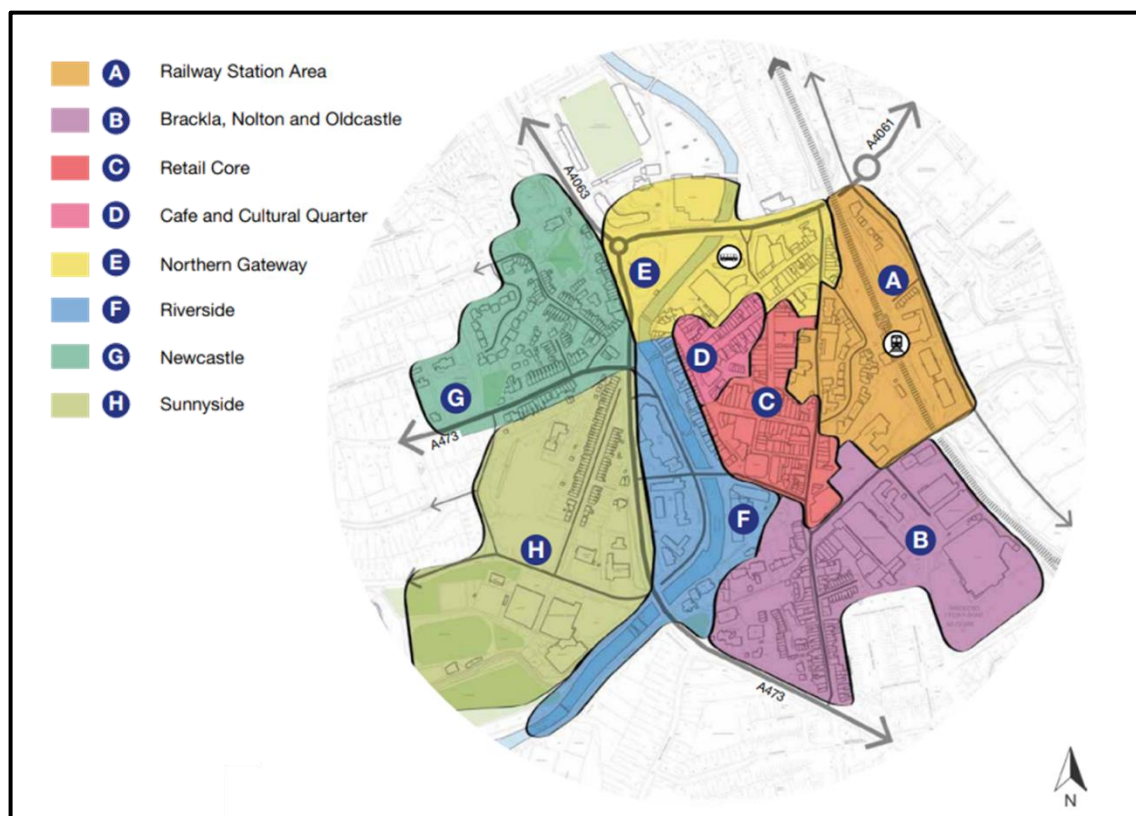 A Railway Station Area
B Brackla, Nolton and Oldcastle
C Retail Core
D Cafe and Cultural Quarter
E Northern Gateway
F Riverside
G Newcastle
H Sunnyside
A4063
A4061
E
A
D
G
C
A473
F
H
B
A473
N